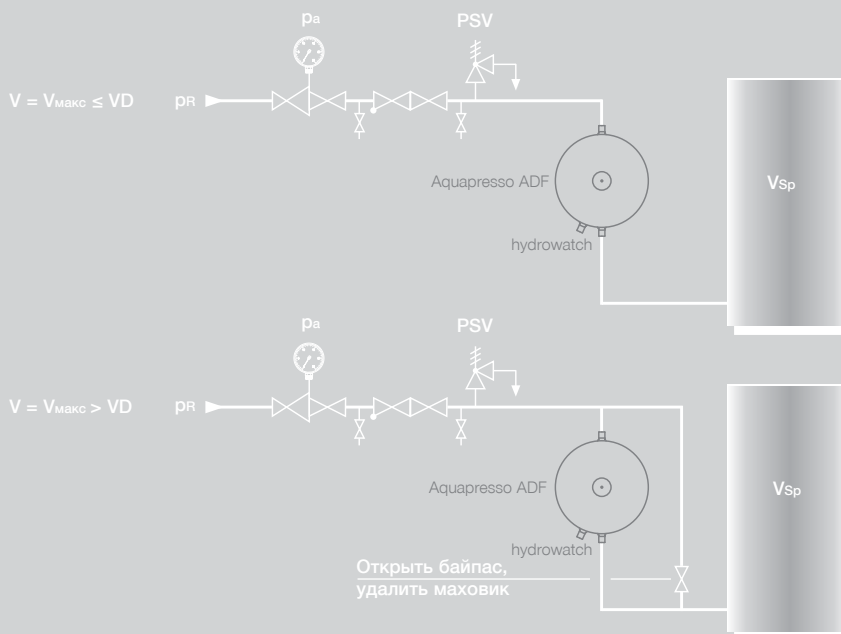 pa
PSV
V = Vмакс ≤ VD
pR
Aquapresso ADF
VSp
hydrowatch
pa
PSV
V = Vмакс > VD
pR
Aquapresso ADF
VSp
hydrowatch
Открыть байпас,
удалить маховик